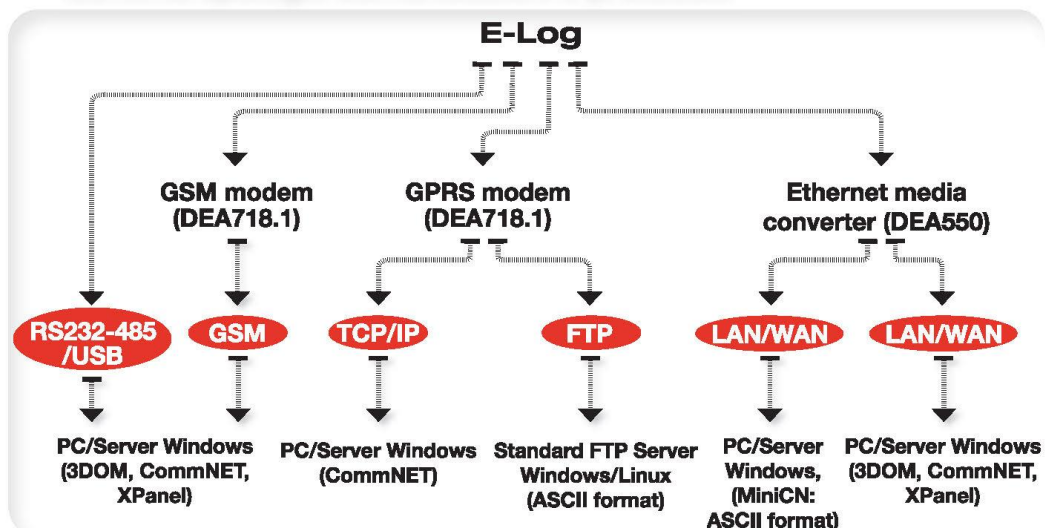 E-Log
GSM modem
(DEA718.1)
GPRS modem
(DEA718.1)
Ethernet media
converter (DEA550)
RS232-485
/USB
GSM
TCP/IP
FTP
LAN/WAN
LAN/WAN
PC/Server Windows
(3DOM, CommNET,
XPanel)
PC/Server Windows
(CommNET)
Standard FTP Server
Windows/Linux
(ASCII format)
PC/Server
Windows,
(MiniCN:
ASCII format)
PC/Server Windows
(3DOM, CommNET,
XPanel)